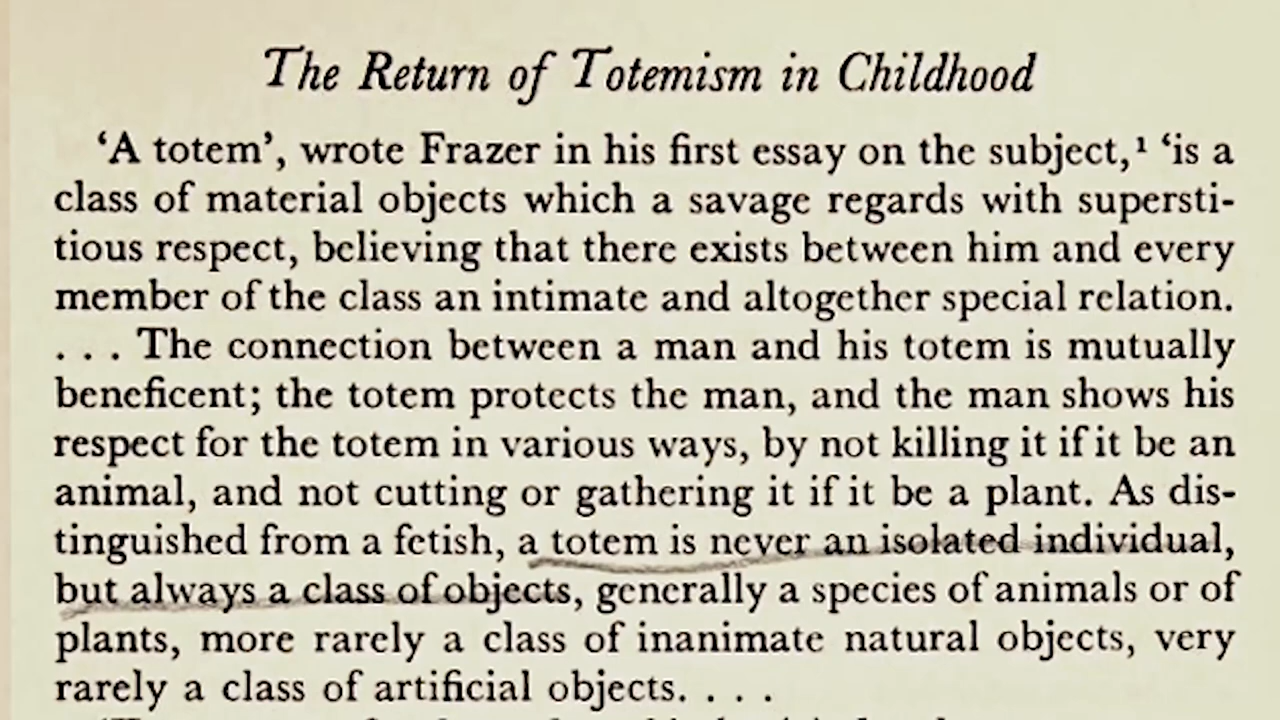 The Return of Totemism in Childhood
‘A totem’, wrote Frazer in his first essay on the subject,¹ ‘is a
class of material objects which a savage regards with supersti-
tious respect, believing that there exists between him and every
member of the class an intimate and altogether special relation.
. . . The connection between a man and his totem is mutually
beneficent; the totem protects the man, and the man shows his
respect for the totem in various ways, by not killing it if it be an
animal, and not cutting or gathering it if it be a plant. As dis-
tinguished from a fetish, a totem is never an isolated individual,
but always a class of objects, generally a species of animals or of
plants, more rarely a class of inanimate natural objects, very
rarely a class of artificial objects. . . .